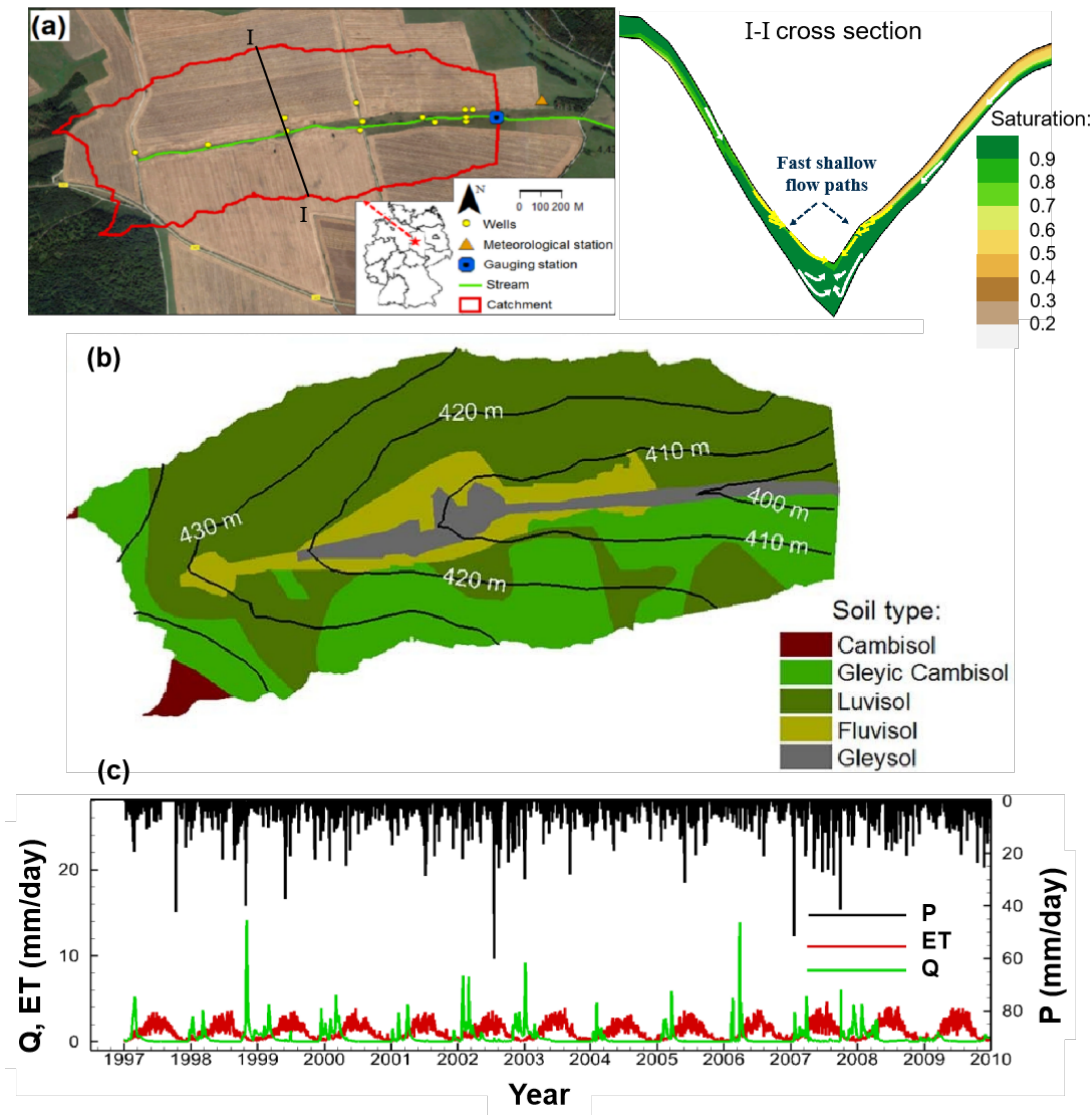 (a)
I
I
N
0 100 200 M
Wells
Meteorological station
Gauging station
Stream
Catchment
I-I cross section
Fast shallow
flow paths
Saturation:
0.9
0.8
0.7
0.6
0.5
0.4
0.3
0.2
(b)
420 m
410 m
430 m
400 m
410 m
420 m
Soil type:
Cambisol
Gleyic Cambisol
Luvisol
Fluvisol
Gleysol
(c)
Q, ET (mm/day)
20
10
0
0
20
40
60
80
P (mm/day)
P
ET
Q
1997 1998 1999 2000 2001 2002 2003 2004 2005 2006 2007 2008 2009 2010
Year